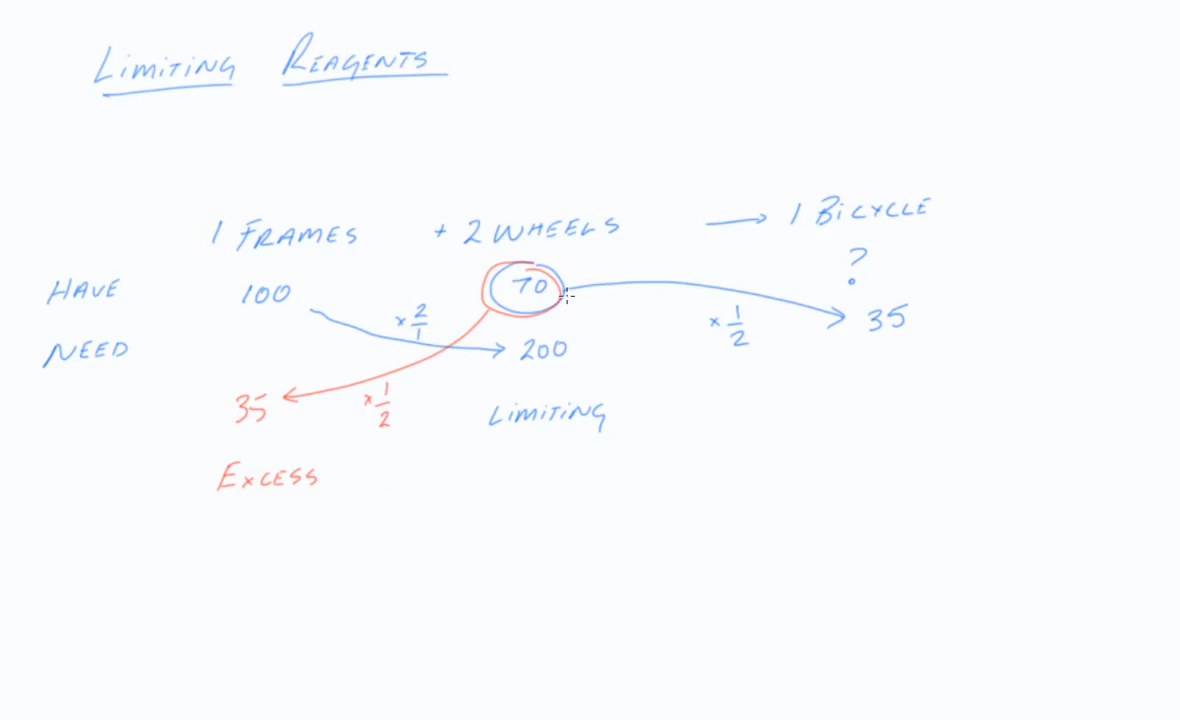 LIMITING REAGENTS
1 FRAMES + 2 WHEELS → 1 BICYCLE
?
HAVE 100 70
× 2/1 × 1/2 35
NEED 200
35 × 1/2
LIMITING
EXCESS